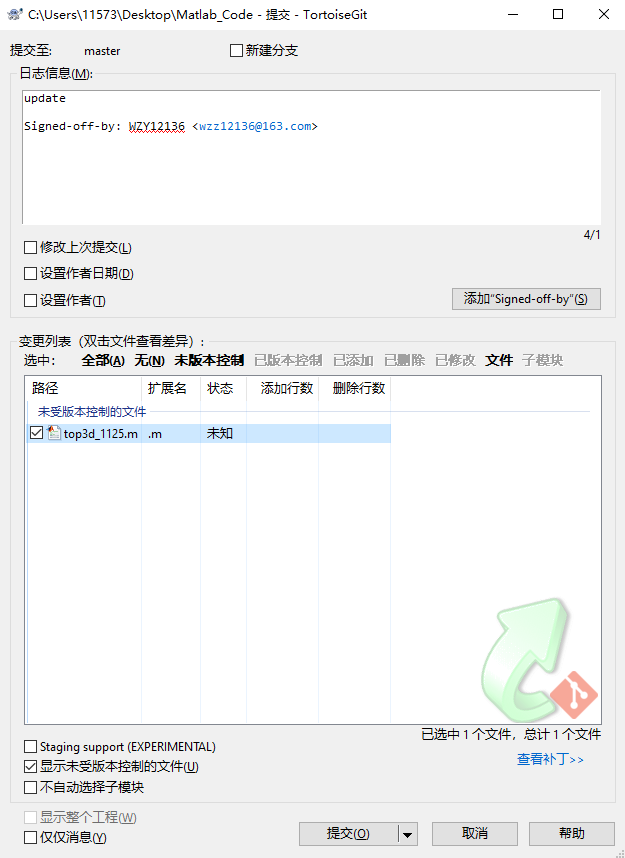 C:\Users\11573\Desktop\Matlab_Code - 提交 - TortoiseGit
提交至: master 新建分支
日志信息(M):
update
Signed-off-by: WZY12136 <wzz12136@163.com>
4/1
修改上次提交(L)
设置作者日期(D)
设置作者(T)
添加"Signed-off-by"(S)
变更列表（双击文件查看差异）:
选中: 全部(A) 无(N) 未版本控制 已版本控制 已添加 已删除 已修改 文件 子模块
路径 扩展名 状态 添加行数 删除行数
未受版本控制的文件
top3d_1125.m .m 未知
已选中 1 个文件，总计 1 个文件
Staging support (EXPERIMENTAL)
显示未受版本控制的文件(U)
查看补丁>>
不自动选择子模块
显示整个工程(W)
仅仅消息(Y)
提交(O) 取消 帮助